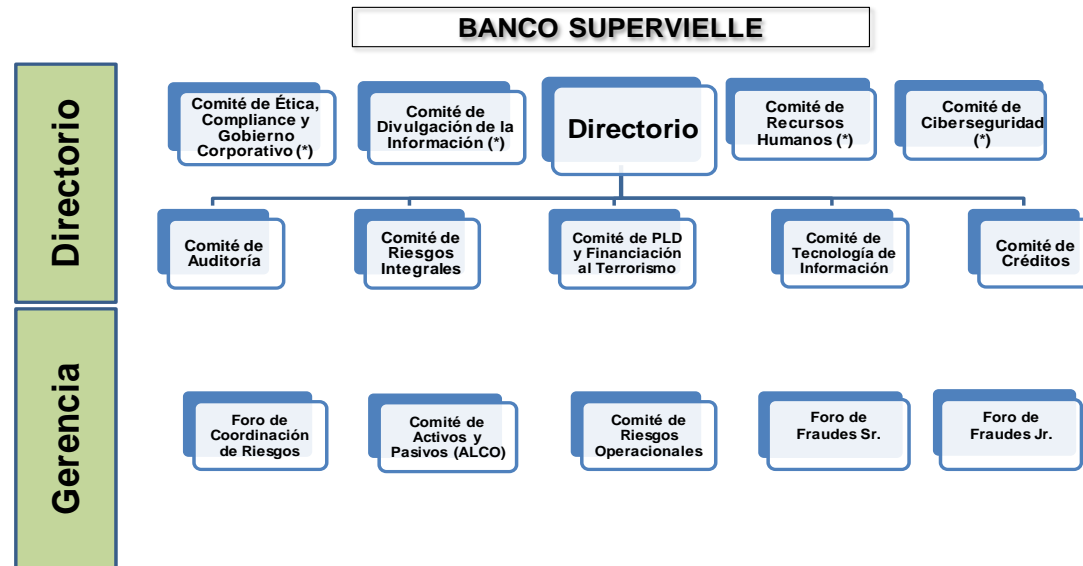 BANCO SUPERVIELLE
Directorio
Comité de Ética,
Compliance y
Gobierno
Corporativo (*)
Comité de
Divulgación de la
Información (*)
Directorio
Comité de
Recursos
Humanos (*)
Comité de
Ciberseguridad
(*)
Comité de
Auditoría
Comité de
Riesgos
Integrales
Comité de PLD
y Financiación
al Terrorismo
Comité de
Tecnología de
Información
Comité de
Créditos
Gerencia
Foro de
Coordinación
de Riesgos
Comité de
Activos y
Pasivos (ALCO)
Comité de
Riesgos
Operacionales
Foro de
Fraudes Sr.
Foro de
Fraudes Jr.